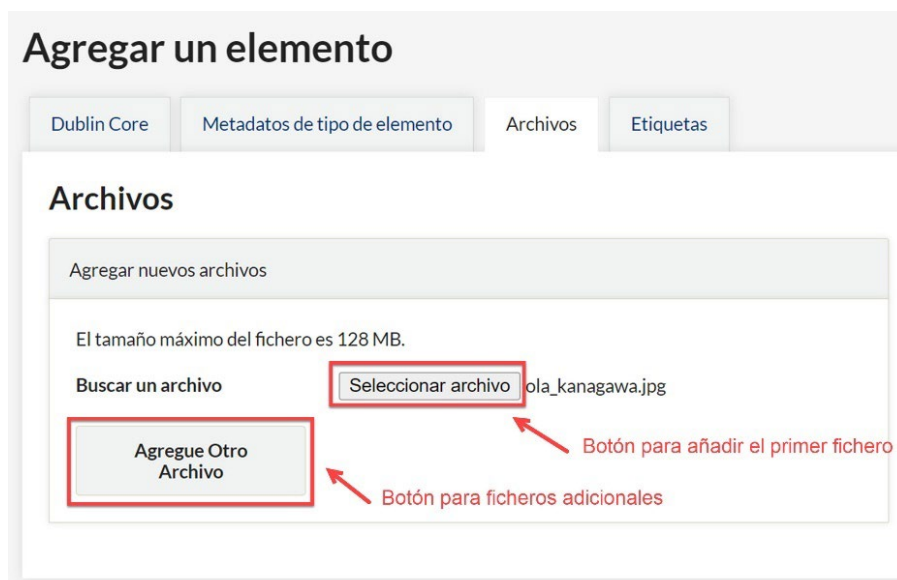 Agregar un elemento
Dublin Core Metadatos de tipo de elemento Archivos Etiquetas
Archivos
Agregar nuevos archivos
El tamaño máximo del fichero es 128 MB.
Buscar un archivo Seleccionar archivo ola_kanagawa.jpg
Botón para añadir el primer fichero
Agregue Otro
Archivo
Botón para ficheros adicionales